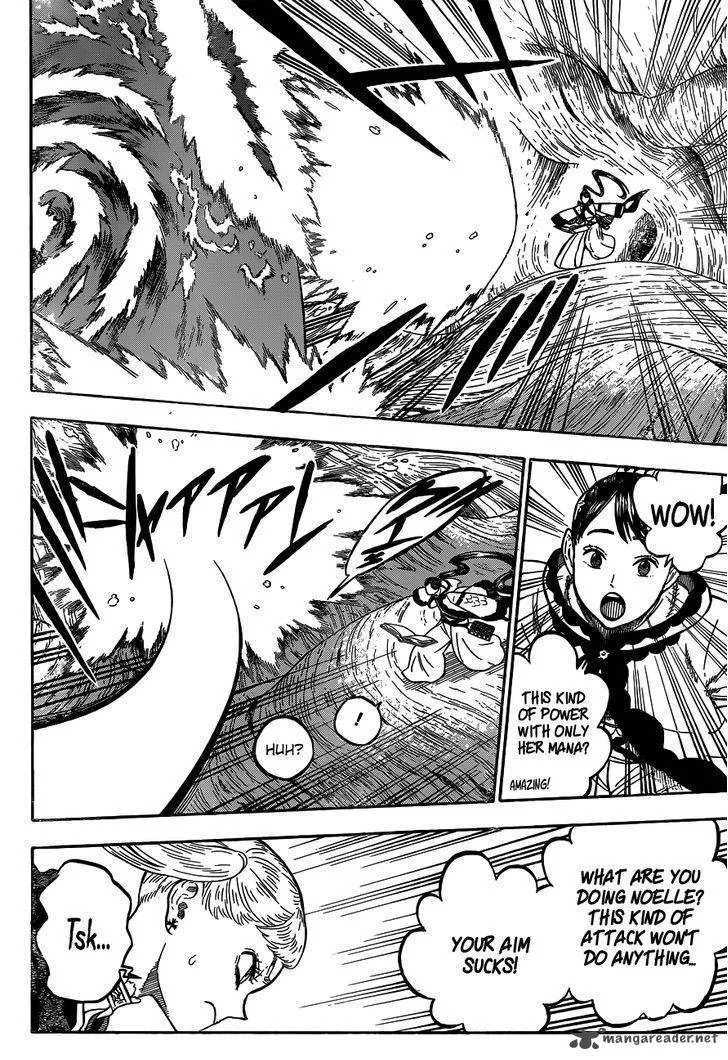 WOW!
THIS KIND
OF POWER
WITH ONLY
HER MANA?
AMAZING!
!
HUH?
WHAT ARE YOU
DOING NOELLE?
THIS KIND OF
ATTACK WON'T
DO ANYTHING...
YOUR AIM
SUCKS!
Tsk...
mangareader.net